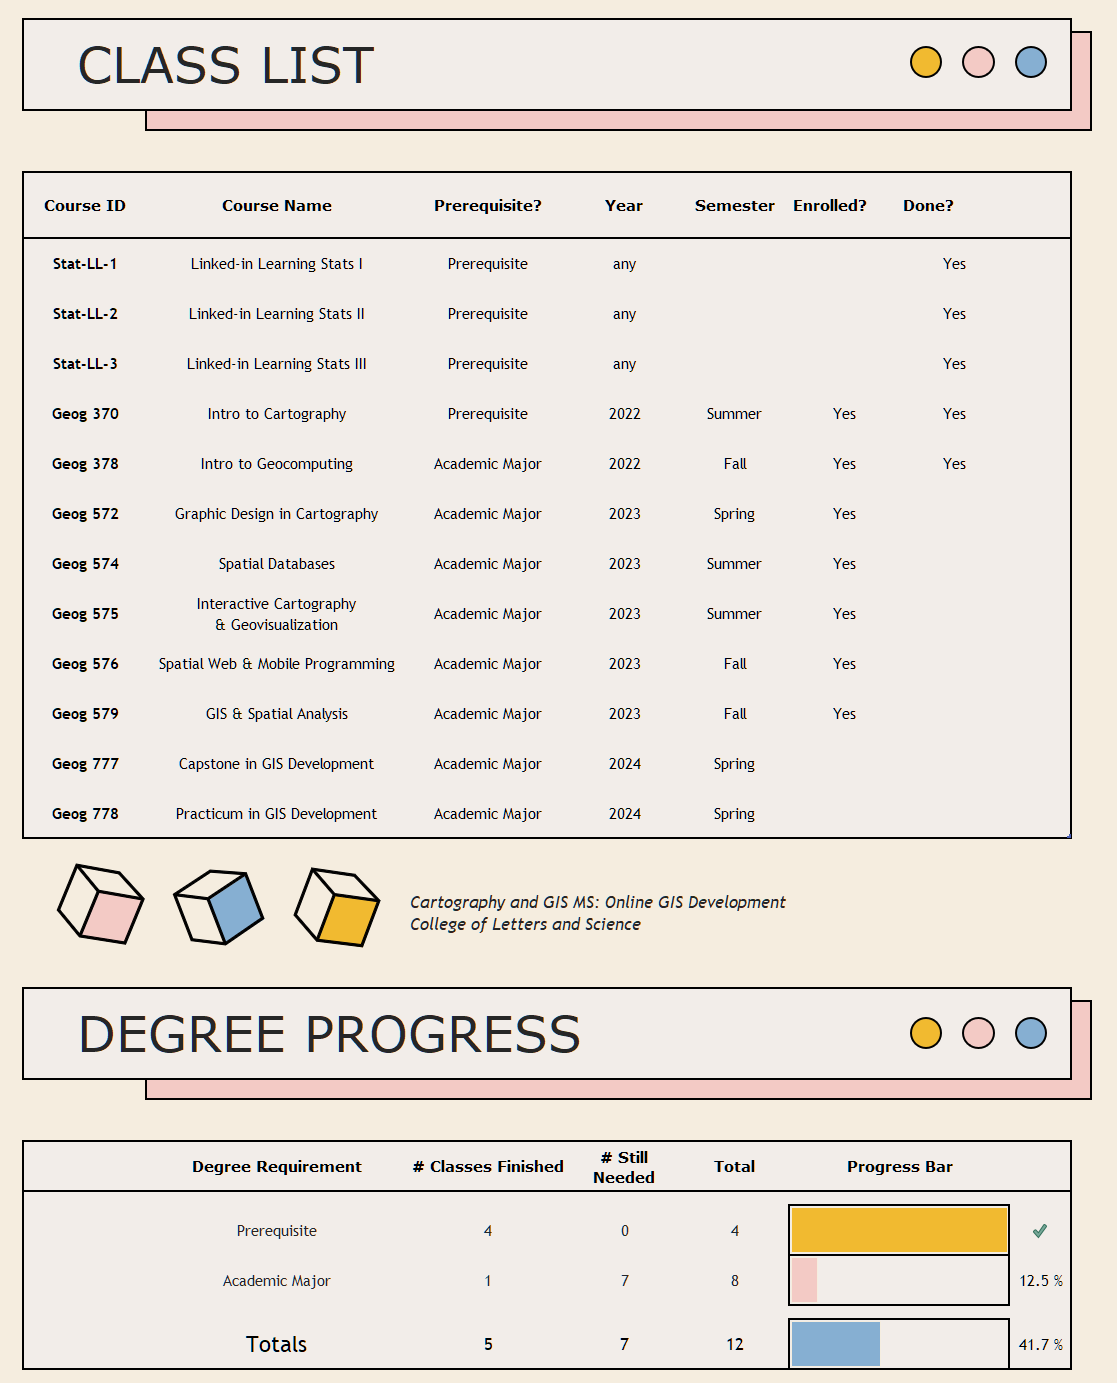 CLASS LIST
Course ID Course Name Prerequisite? Year Semester Enrolled? Done?
Stat-LL-1 Linked-in Learning Stats I Prerequisite any Yes
Stat-LL-2 Linked-in Learning Stats II Prerequisite any Yes
Stat-LL-3 Linked-in Learning Stats III Prerequisite any Yes
Geog 370 Intro to Cartography Prerequisite 2022 Summer Yes Yes
Geog 378 Intro to Geocomputing Academic Major 2022 Fall Yes Yes
Geog 572 Graphic Design in Cartography Academic Major 2023 Spring Yes
Geog 574 Spatial Databases Academic Major 2023 Summer Yes
Geog 575 Interactive Cartography
& Geovisualization Academic Major 2023 Summer Yes
Geog 576 Spatial Web & Mobile Programming Academic Major 2023 Fall Yes
Geog 579 GIS & Spatial Analysis Academic Major 2023 Fall Yes
Geog 777 Capstone in GIS Development Academic Major 2024 Spring
Geog 778 Practicum in GIS Development Academic Major 2024 Spring
Cartography and GIS MS: Online GIS Development
College of Letters and Science
DEGREE PROGRESS
Degree Requirement # Classes Finished # Still
Needed Total Progress Bar
Prerequisite 4 0 4
Academic Major 1 7 8 12.5 %
Totals 5 7 12 41.7 %